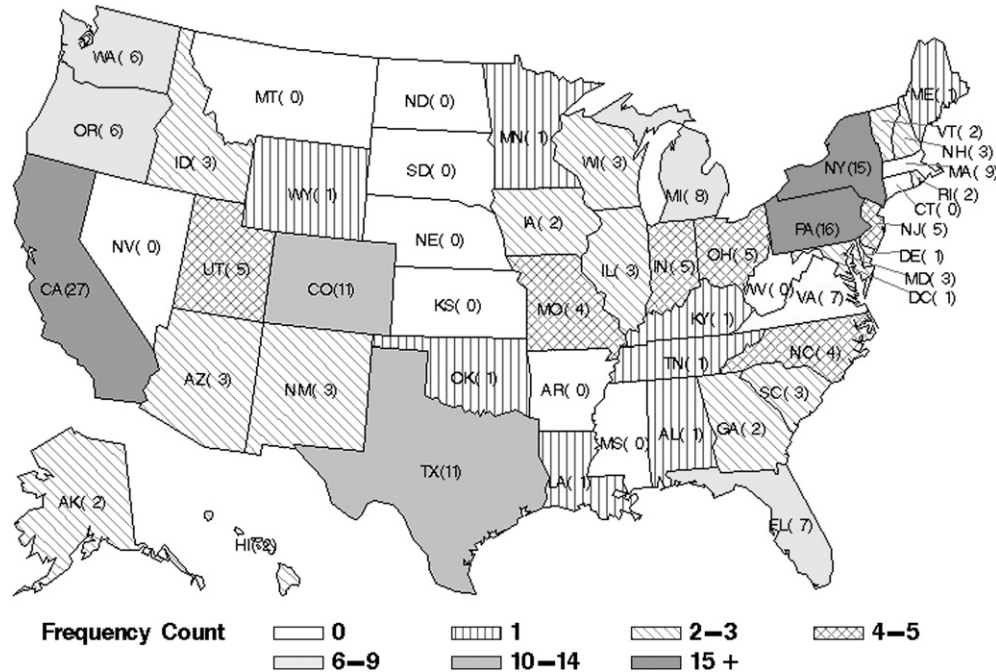 WA( 6)
MT( 0)
ND( 0)
MN( 1)
ME( 1)
OR( 6)
ID( 3)
WY( 1)
SD( 0)
WI( 3)
MI( 8)
NY(15)
VT( 2)
NH( 3)
MA( 9)
RI( 2)
CT( 0)
NJ( 5)
DE( 1)
MD( 3)
DC( 1)
NV( 0)
UT( 5)
CO(11)
NE( 0)
IA( 2)
IL( 3)
IN( 5)
OH( 5)
PA(16)
CA(27)
KS( 0)
MO( 4)
KY( 1)
WV( 0)
VA( 7)
AZ( 3)
NM( 3)
OK( 1)
AR( 0)
TN( 1)
NC( 4)
SC( 3)
TX(11)
LA( 1)
MS( 0)
AL( 1)
GA( 2)
FL( 7)
AK( 2)
HI( 2)
Frequency Count 0 1 2–3 4–5
6–9 10–14 15 +